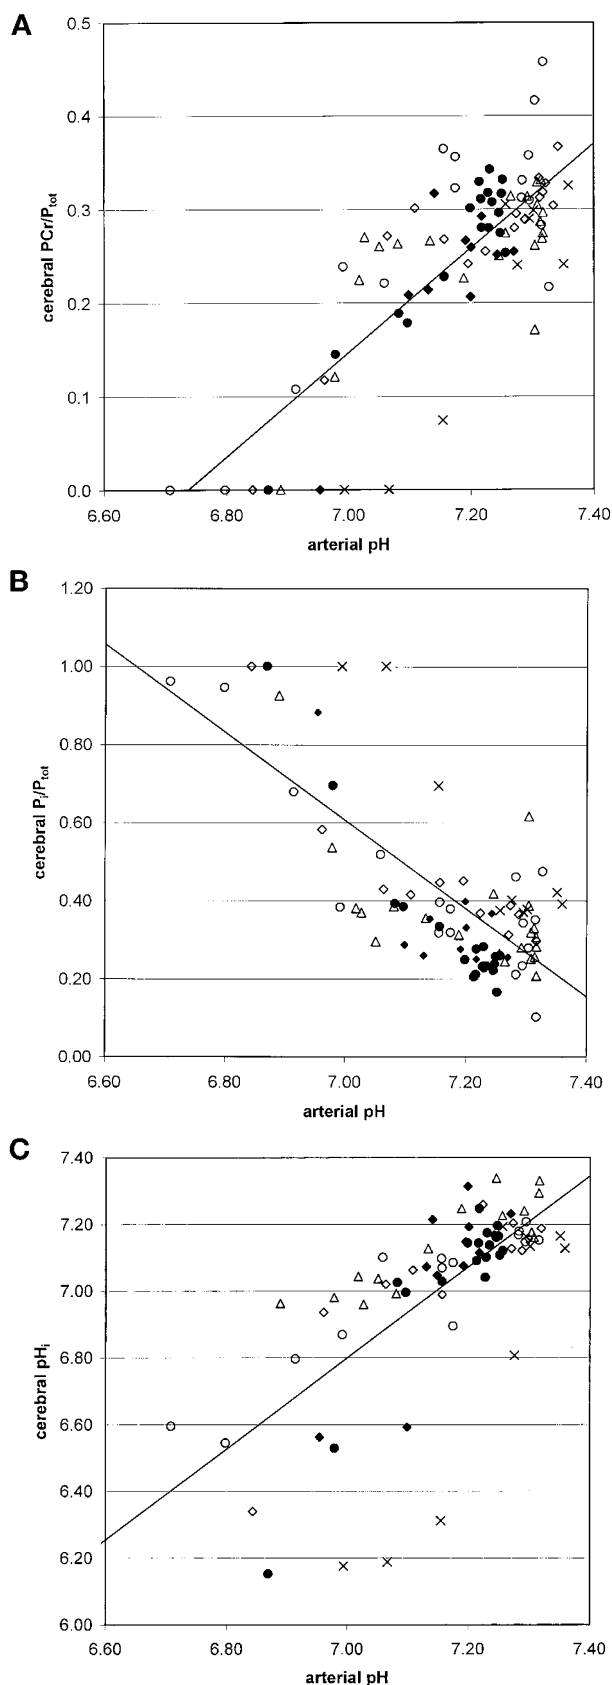 A
0.5
0.4
0.3
0.2
0.1
0.0
cerebral PCr/Ptot
6.60 6.80 7.00 7.20 7.40
arterial pH
B
1.20
1.00
0.80
0.60
0.40
0.20
0.00
cerebral Pi/Ptot
6.60 6.80 7.00 7.20 7.40
arterial pH
C
7.40
7.20
7.00
6.80
6.60
6.40
6.20
6.00
cerebral pHi
6.60 6.80 7.00 7.20 7.40
arterial pH